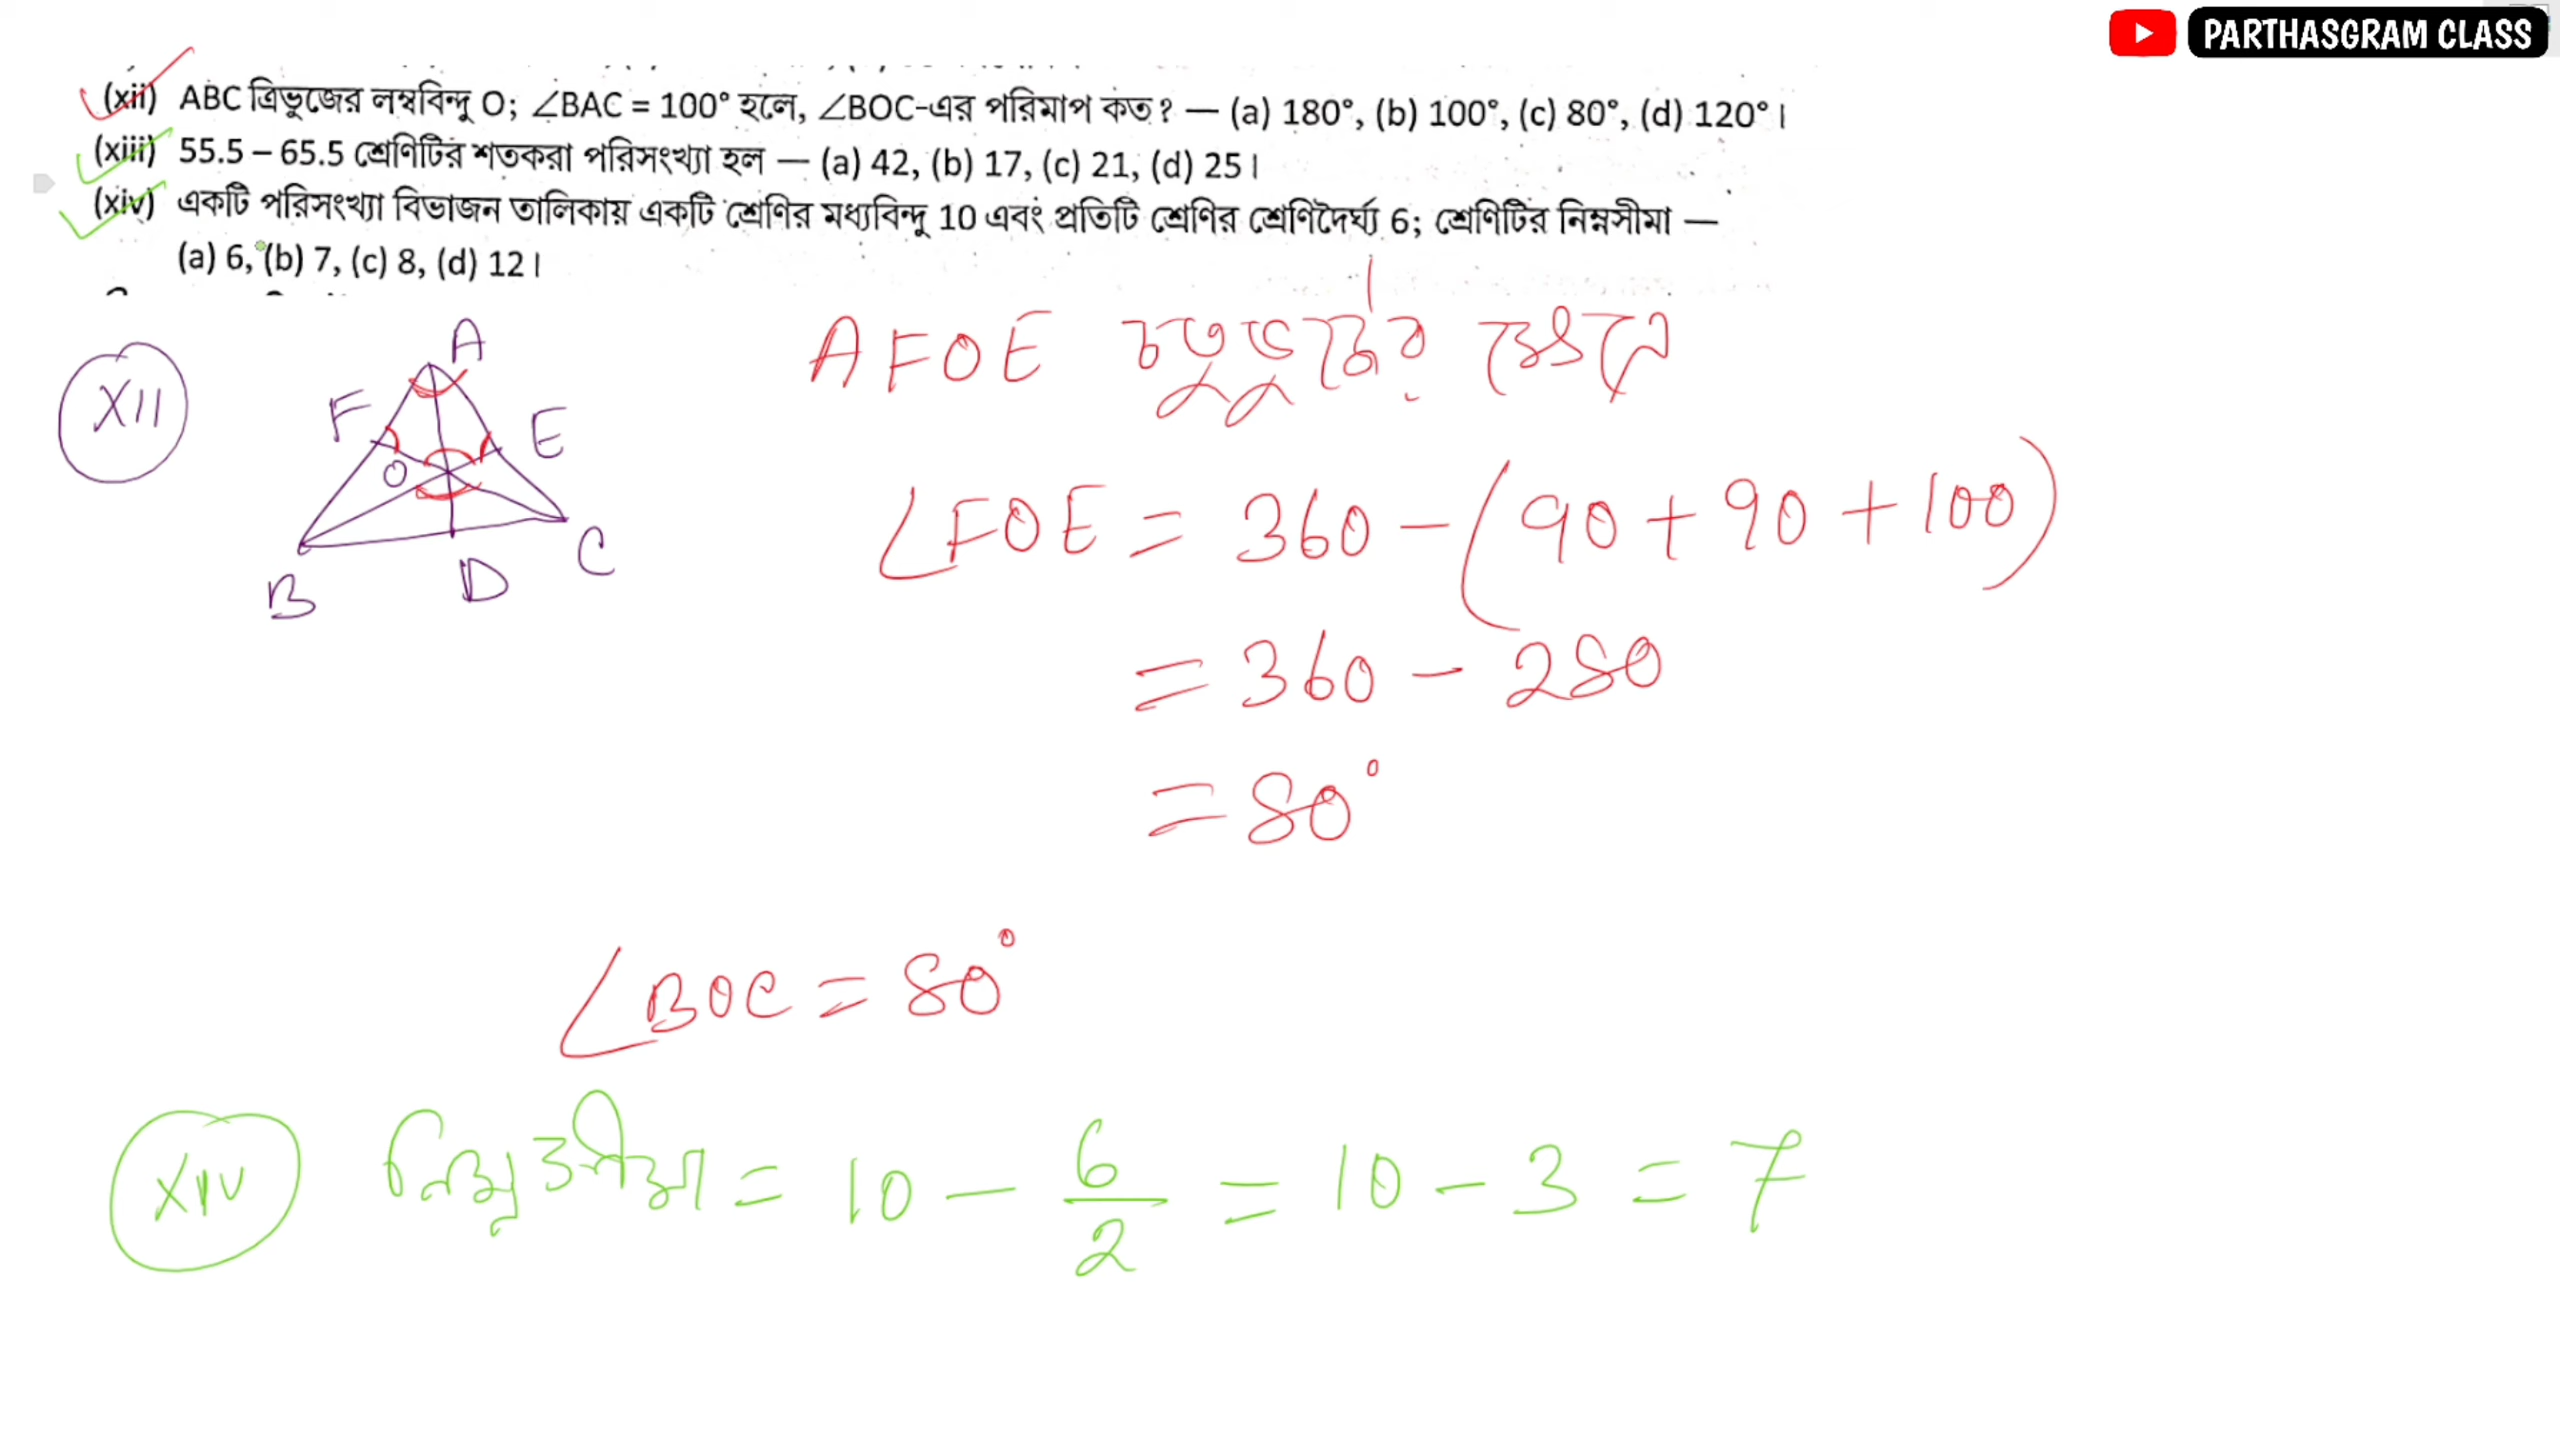 PARTHASGRAM CLASS
(xii) ABC ত্রিভুজের লম্ববিন্দু O; ∠BAC = 100° হলে, ∠BOC-এর পরিমাপ কত? — (a) 180°, (b) 100°, (c) 80°, (d) 120°।
(xiii) 55.5 – 65.5 শ্রেণিটির শতকরা পরিসংখ্যা হল — (a) 42, (b) 17, (c) 21, (d) 25।
(xiv) একটি পরিসংখ্যা বিভাজন তালিকায় একটি শ্রেণির মধ্যবিন্দু 10 এবং প্রতিটি শ্রেণির শ্রেণিদৈর্ঘ্য 6; শ্রেণিটির নিম্নসীমা —
(a) 6, (b) 7, (c) 8, (d) 12।
XII
A
F
E
O
B
D
C
AFOE চতুর্ভুজের ক্ষেত্রে
∠FOE = 360 – (90 + 90 + 100)
= 360 – 280
= 80°
∠BOC = 80°
XIV
নিম্নসীমা = 10 – 6/2 = 10 – 3 = 7